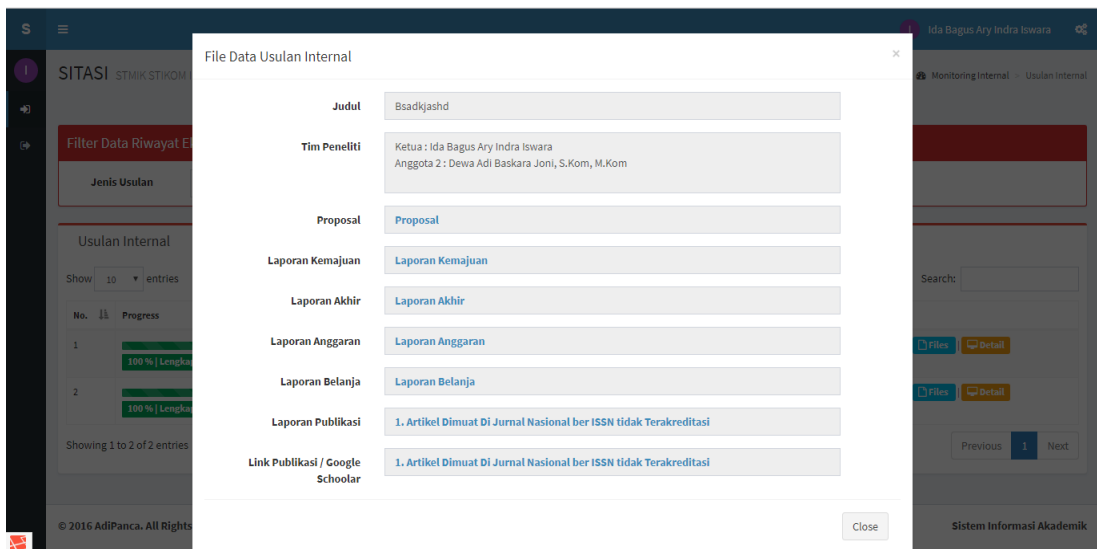 S
I Ida Bagus Ary Indra Iswara
I
SITASI STMIK STIKOM
Monitoring Internal > Usulan Internal
File Data Usulan Internal
×
Judul Bsadkjashd
Tim Peneliti Ketua : Ida Bagus Ary Indra Iswara
Anggota 2 : Dewa Adi Baskara Joni, S.Kom, M.Kom
Proposal Proposal
Laporan Kemajuan Laporan Kemajuan
Laporan Akhir Laporan Akhir
Laporan Anggaran Laporan Anggaran
Laporan Belanja Laporan Belanja
Laporan Publikasi 1. Artikel Dimuat Di Jurnal Nasional ber ISSN tidak Terakreditasi
Link Publikasi / Google
Schoolar
1. Artikel Dimuat Di Jurnal Nasional ber ISSN tidak Terakreditasi
Close
Filter Data Riwayat
Jenis Usulan
Usulan Internal
Show 10 entries
Search:
No. Progress
1
100 % | Lengkap
Files | Detail
2
100 % | Lengkap
Files | Detail
Showing 1 to 2 of 2 entries
Previous 1 Next
© 2016 AdiPanca. All Rights
Sistem Informasi Akademik